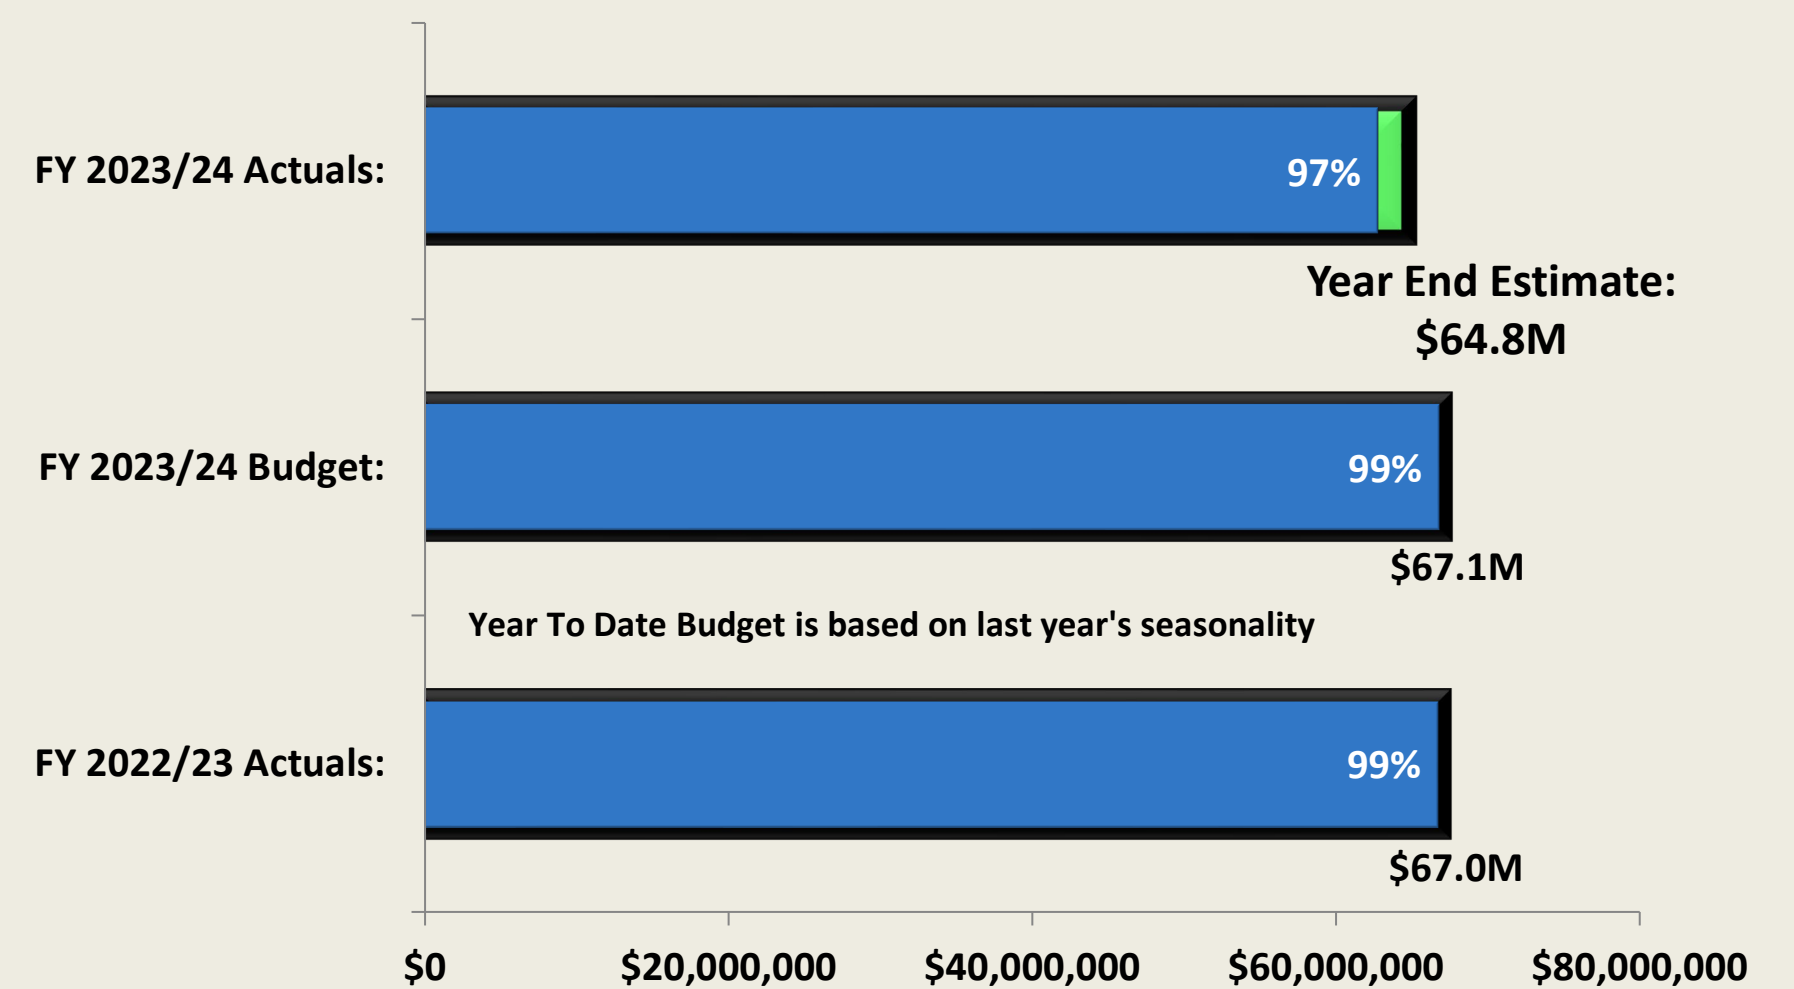 FY 2023/24 Actuals:
97%
Year End Estimate:
$64.8M
FY 2023/24 Budget:
99%
$67.1M
Year To Date Budget is based on last year's seasonality
FY 2022/23 Actuals:
99%
$67.0M
$0 $20,000,000 $40,000,000 $60,000,000 $80,000,000